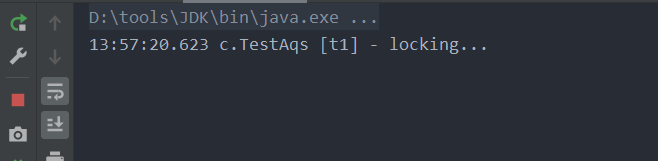 D:\tools\JDK\bin\java.exe ...
13:57:20.623 c.TestAqs [t1] - locking...